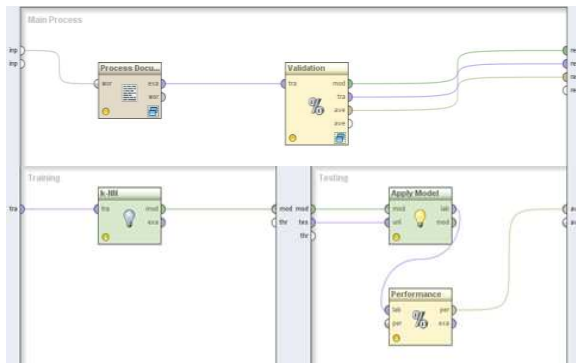 Main Process
inp
inp
Process Docu...
wor
exa
wor
Validation
tra
mod
tra
ave
ave
Training
tra
k-NN
tra
mod
exa
mod
thr
Testing
mod
tes
thr
Apply Model
mod
unl
lab
mod
Performance
lab
per
per
exa